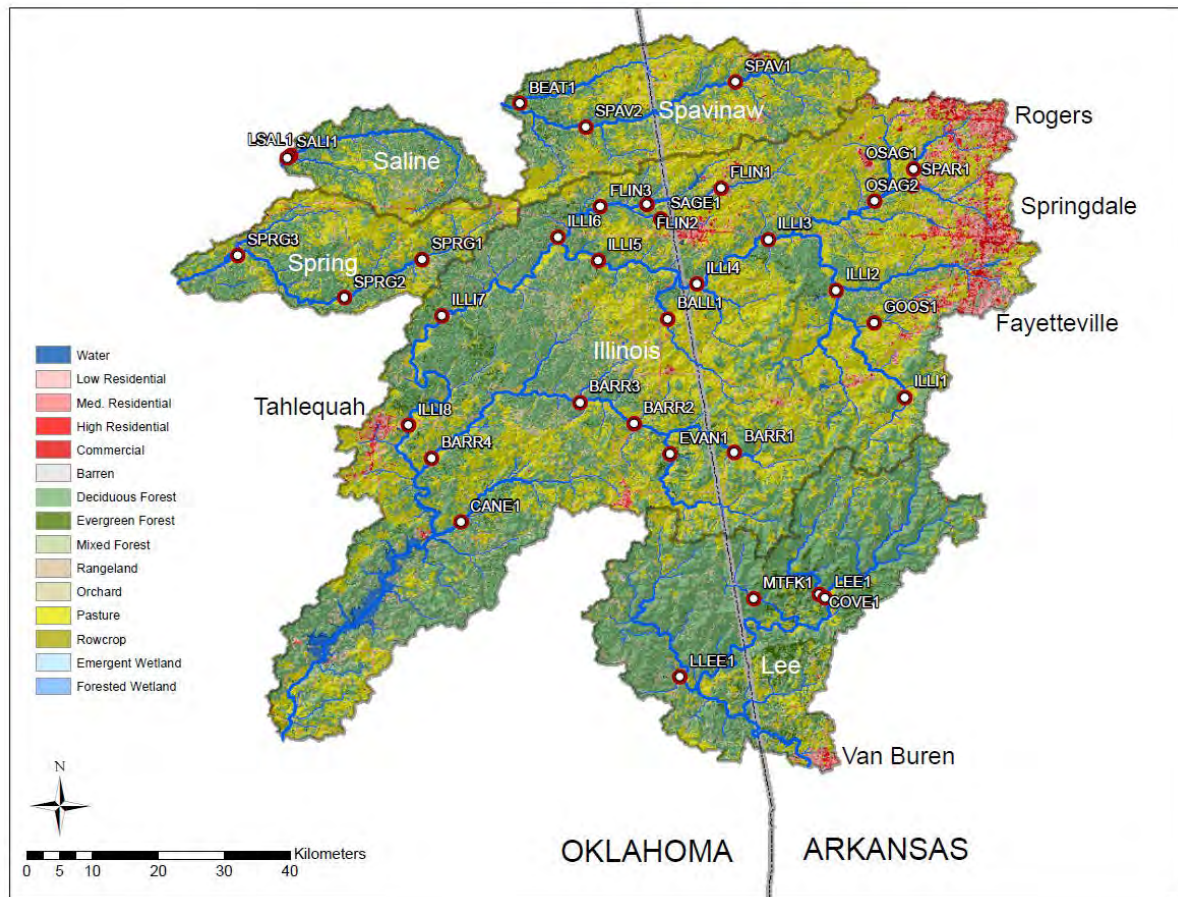 SPAV1
BEAT1
Spavinaw
SPAV2
Rogers
LSAL1
SALI1
OSAG1
Saline
SPAR1
FLIN1
OSAG2
FLIN3
SAGE1
Springdale
FLIN2
ILLI6
ILLI3
SPRG3
SPRG1
ILLI5
Spring
ILLI4
ILLI2
SPRG2
ILLI7
BALL1
GOOS1
Fayetteville
Illinois
Water
Low Residential
BARR3
ILLI1
Med. Residential
Tahlequah
ILLI8
BARR2
High Residential
Commercial
BARR4
EVAN1
BARR1
Barren
Deciduous Forest
Evergreen Forest
CANE1
Mixed Forest
Rangeland
MTFK1
LEE1
Orchard
COVE1
Pasture
Rowcrop
Emergent Wetland
LLEE1
Lee
Forested Wetland
Van Buren
N
Kilometers
OKLAHOMA
ARKANSAS
0 5 10 20 30 40